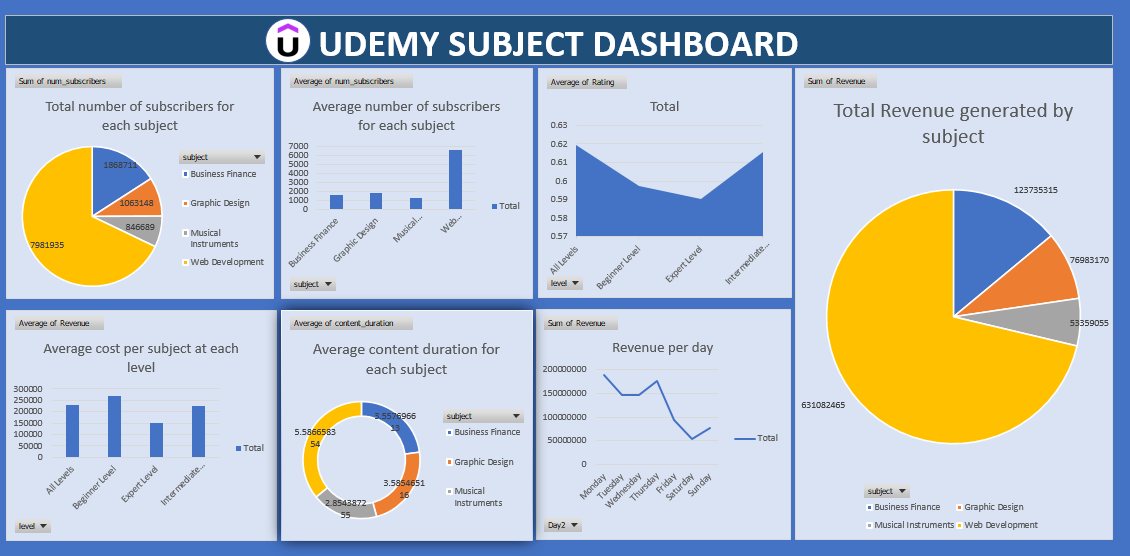 UDEMY SUBJECT DASHBOARD
Sum of num_subscribers
Total number of subscribers for
each subject
1868711
1063148
846689
7981935
subject
Business Finance
Graphic Design
Musical
Instruments
Web Development
Average of num_subscribers
Average number of subscribers
for each subject
7000
6000
5000
4000
3000
2000
1000
0
Business Finance
Graphic Design
Musical...
Web...
Total
subject
Average of Rating
Total
0.63
0.62
0.61
0.6
0.59
0.58
0.57
All Levels
Beginner Level
Expert Level
Intermediate...
level
Sum of Revenue
Total Revenue generated by
subject
123735315
76983170
53359055
631082465
subject
Business Finance
Graphic Design
Musical Instruments
Web Development
Average of Revenue
Average cost per subject at each
level
300000
250000
200000
150000
100000
50000
0
All Levels
Beginner Level
Expert Level
Intermediate...
Total
level
Average of content_duration
Average content duration for
each subject
3.5576966
13
3.5854651
16
2.8543872
55
5.5866583
54
subject
Business Finance
Graphic Design
Musical
Instruments
Sum of Revenue
Revenue per day
200000000
150000000
100000000
50000000
0
Monday
Tuesday
Wednesday
Thursday
Friday
Saturday
Sunday
Total
Day2